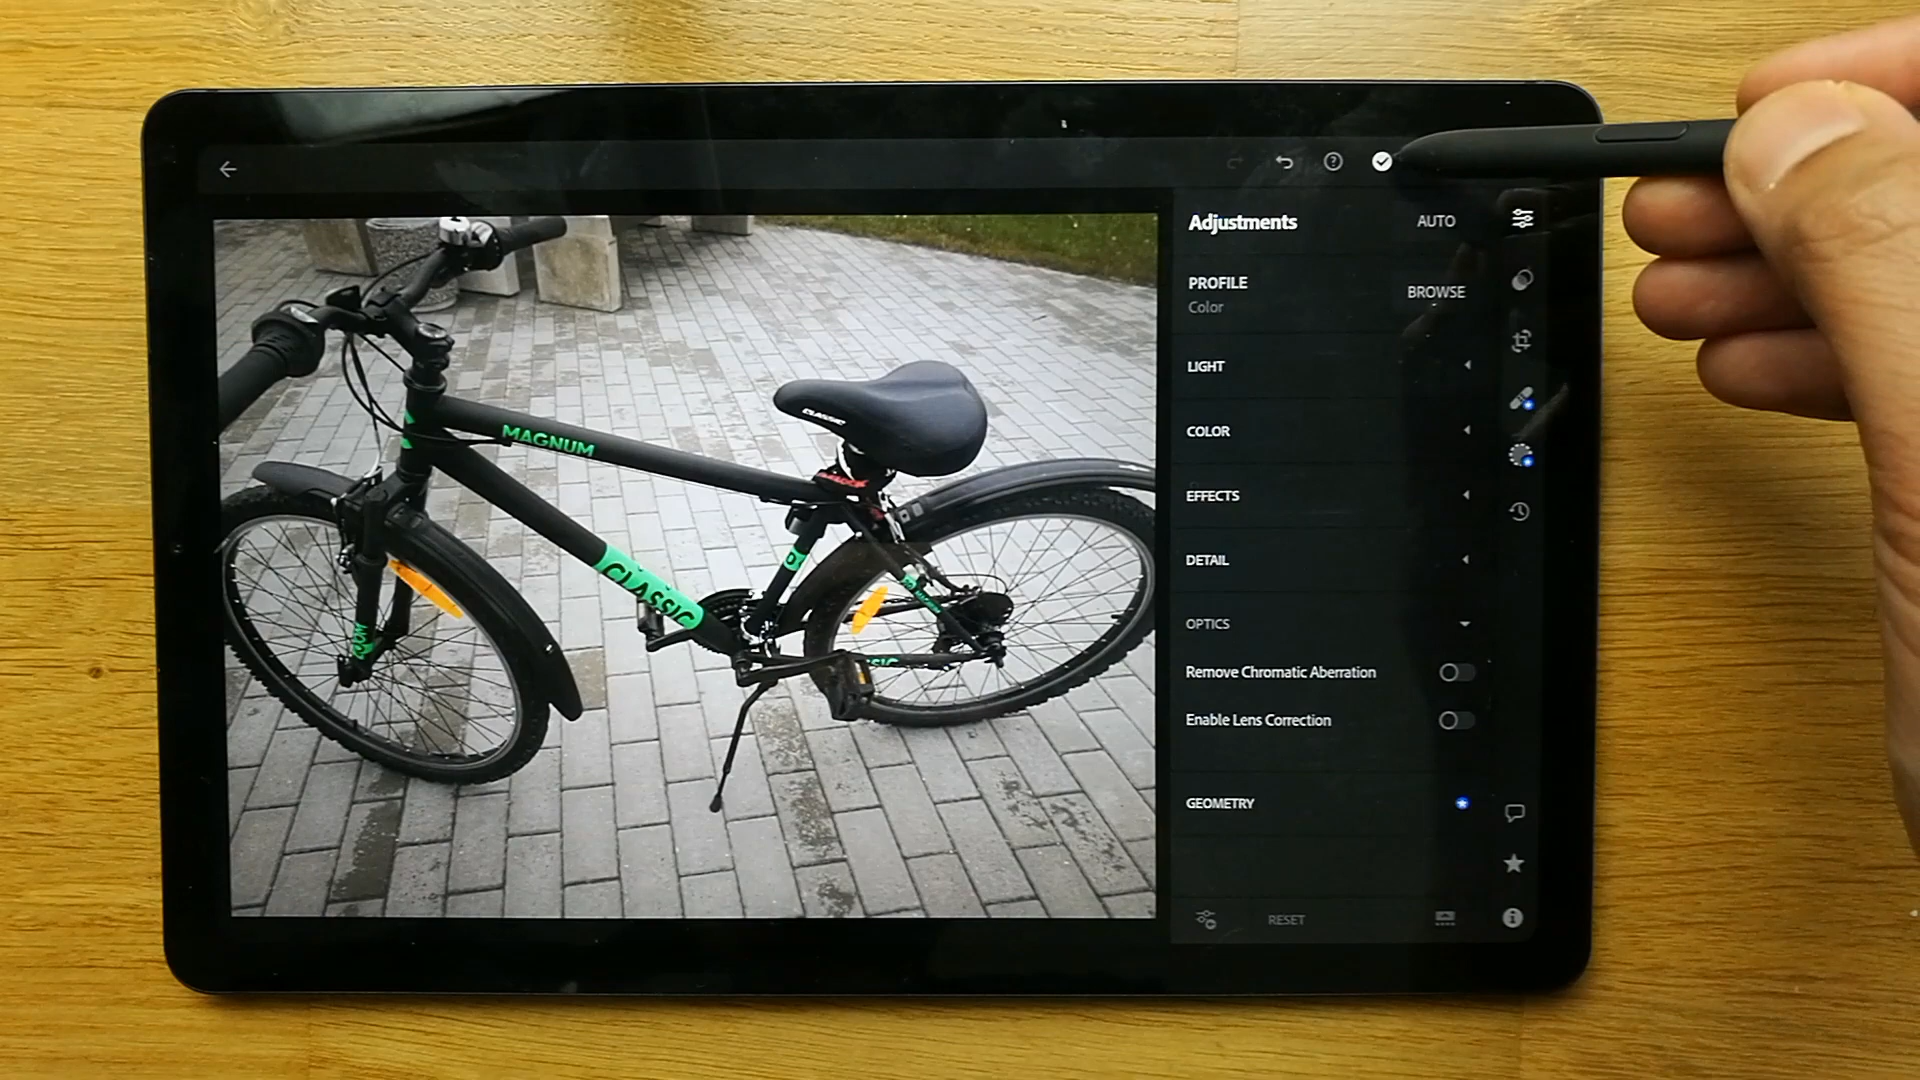 Adjustments
AUTO
PROFILE
Color
BROWSE
LIGHT
COLOR
EFFECTS
DETAIL
OPTICS
Remove Chromatic Aberration
Enable Lens Correction
GEOMETRY
RESET
MAGNUM
CLASSIC
CLASSIC